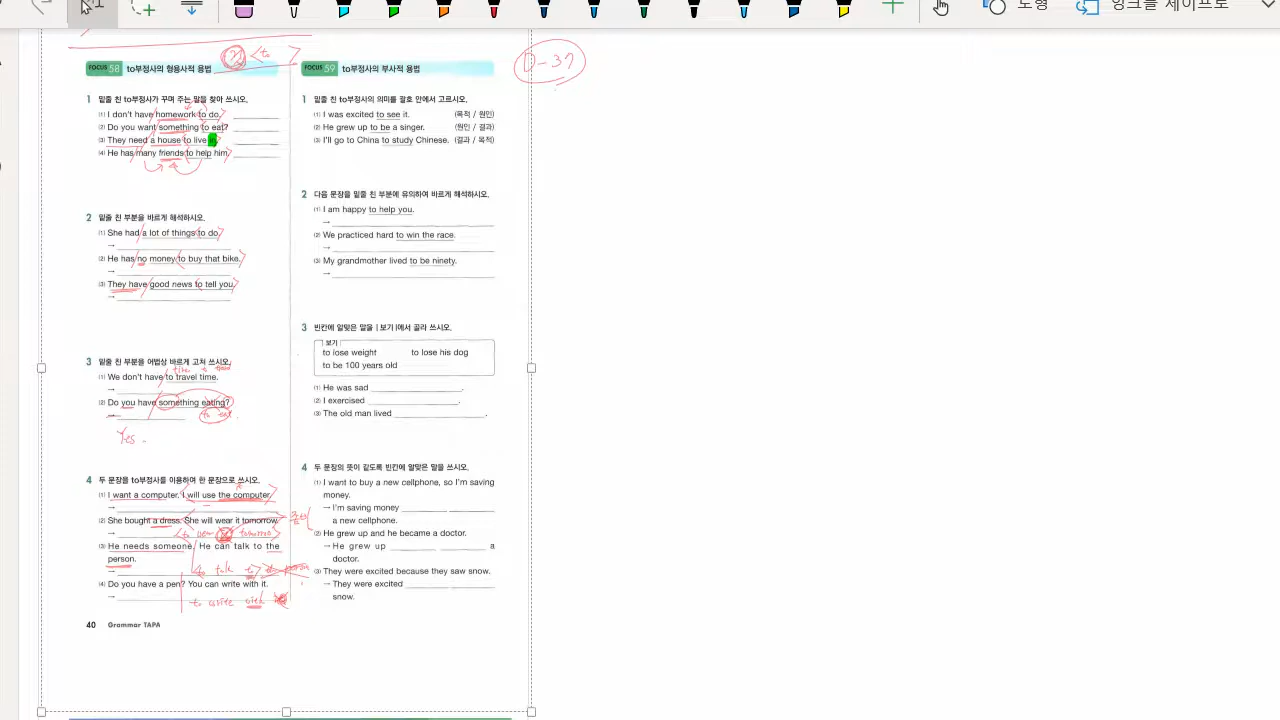 도형
잉크를 셰이프로
D-37
FOCUS 58 to부정사의 형용사적 용법
<to >
1 밑줄 친 to부정사가 꾸며 주는 말을 찾아 쓰시오.
(1) I don't have homework to do.
(2) Do you want something to eat?
(3) They need a house to live in.
(4) He has many friends to help him.
2 밑줄 친 부분을 바르게 해석하시오.
(1) She had a lot of things to do.
→
(2) He has no money to buy that bike.
→
(3) They have good news to tell you.
→
3 밑줄 친 부분을 어법상 바르게 고쳐 쓰시오.
time to travel
(1) We don't have to travel time.
→
(2) Do you have something eating?
→ to eat
Yes.
4 두 문장을 to부정사를 이용하여 한 문장으로 쓰시오.
(1) I want a computer. I will use the computer.
→
(2) She bought a dress. She will wear it tomorrow.
→ to wear tomorrow
(3) He needs someone. He can talk to the
person.
→ to talk to
(4) Do you have a pen? You can write with it.
→ to write with
40 Grammar TAPA
FOCUS 59 to부정사의 부사적 용법
1 밑줄 친 to부정사의 의미를 괄호 안에서 고르시오.
(1) I was excited to see it. (목적 / 원인)
(2) He grew up to be a singer. (원인 / 결과)
(3) I'll go to China to study Chinese. (결과 / 목적)
2 다음 문장을 밑줄 친 부분에 유의하여 바르게 해석하시오.
(1) I am happy to help you.
→
(2) We practiced hard to win the race.
→
(3) My grandmother lived to be ninety.
→
3 빈칸에 알맞은 말을 |보기|에서 골라 쓰시오.
보기
to lose weight to lose his dog
to be 100 years old
(1) He was sad ____.
(2) I exercised ____.
(3) The old man lived ____.
4 두 문장의 뜻이 같도록 빈칸에 알맞은 말을 쓰시오.
(1) I want to buy a new cellphone, so I'm saving
money.
→ I'm saving money ____ ____
a new cellphone.
(2) He grew up and he became a doctor.
→ He grew up ____ ____ a
doctor.
(3) They were excited because they saw snow.
→ They were excited ____ ____
snow.